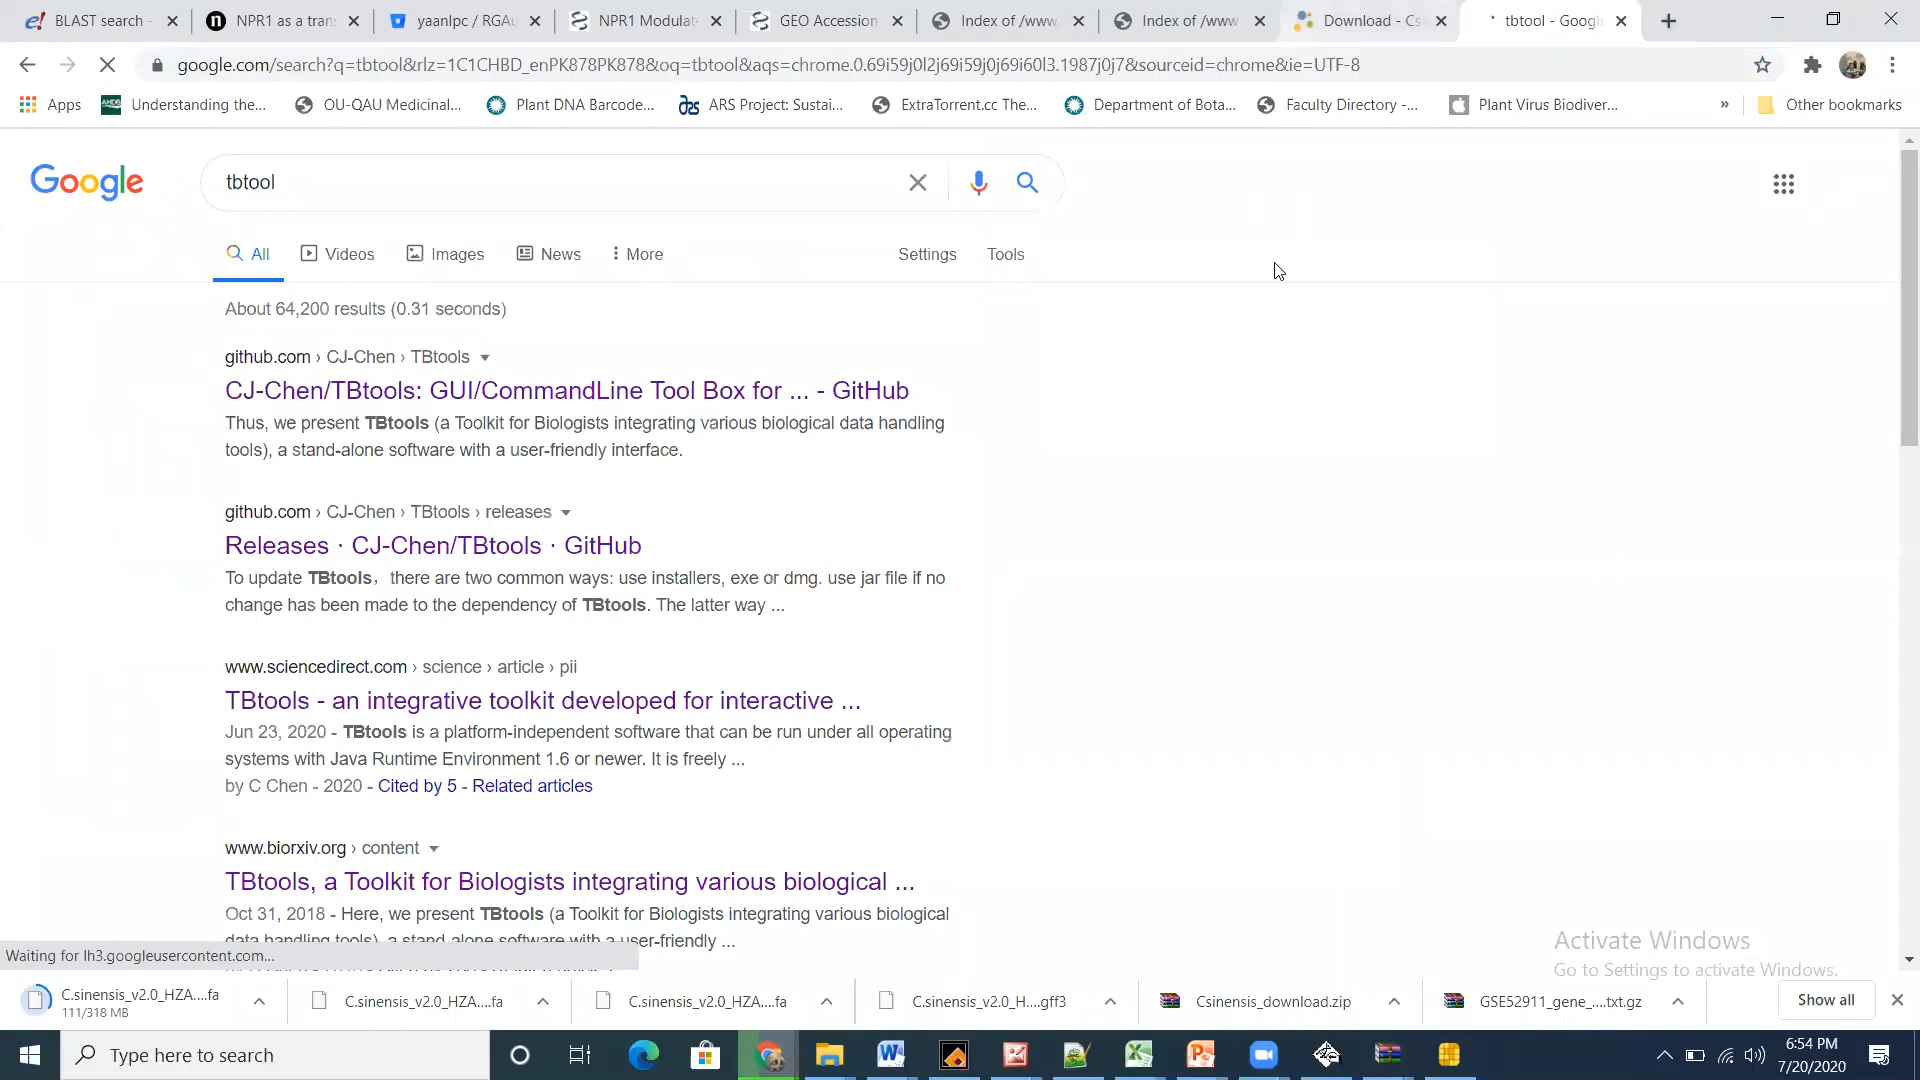 BLAST search -
NPR1 as a tran
yaanlpc / RGAu
NPR1 Modulat
GEO Accession
Index of /www
Index of /www
Download - Cs
tbtool - Googl
google.com/search?q=tbtool&rlz=1C1CHBD_enPK878PK878&oq=tbtool&aqs=chrome.0.69i59j0l2j69i59j0j69i60l3.1987j0j7&sourceid=chrome&ie=UTF-8
Apps
Understanding the...
OU-QAU Medicinal...
Plant DNA Barcode...
ARS Project: Sustai...
ExtraTorrent.cc The...
Department of Bota...
Faculty Directory -...
Plant Virus Biodiver...
»
Other bookmarks
Google
tbtool
All
Videos
Images
News
More
Settings
Tools
About 64,200 results (0.31 seconds)
github.com › CJ-Chen › TBtools
CJ-Chen/TBtools: GUI/CommandLine Tool Box for ... - GitHub
Thus, we present TBtools (a Toolkit for Biologists integrating various biological data handling
tools), a stand-alone software with a user-friendly interface.
github.com › CJ-Chen › TBtools › releases
Releases · CJ-Chen/TBtools · GitHub
To update TBtools，there are two common ways: use installers, exe or dmg. use jar file if no
change has been made to the dependency of TBtools. The latter way ...
www.sciencedirect.com › science › article › pii
TBtools - an integrative toolkit developed for interactive ...
Jun 23, 2020 - TBtools is a platform-independent software that can be run under all operating
systems with Java Runtime Environment 1.6 or newer. It is freely ...
by C Chen - 2020 - Cited by 5 - Related articles
www.biorxiv.org › content
TBtools, a Toolkit for Biologists integrating various biological ...
Oct 31, 2018 - Here, we present TBtools (a Toolkit for Biologists integrating various biological
data handling tools), a stand-alone software with a user-friendly ...
Waiting for lh3.googleusercontent.com...
Activate Windows
Go to Settings to activate Windows.
C.sinensis_v2.0_HZA....fa
111/318 MB
C.sinensis_v2.0_HZA....fa
C.sinensis_v2.0_HZA....fa
C.sinensis_v2.0_H....gff3
Csinensis_download.zip
GSE52911_gene_....txt.gz
Show all
Type here to search
6:54 PM
7/20/2020